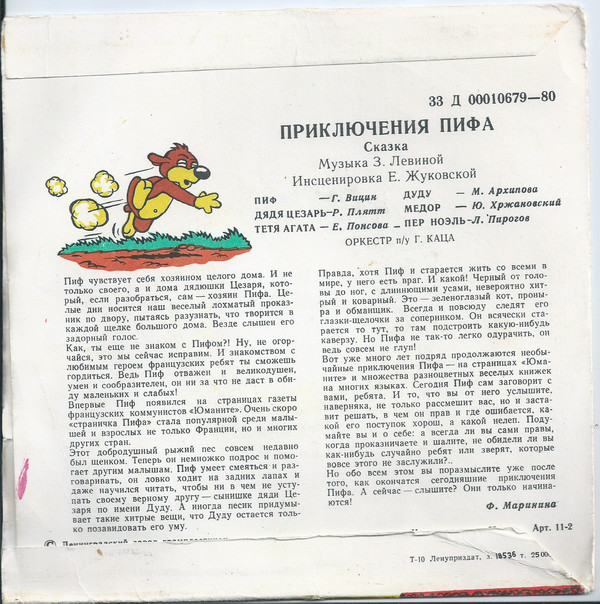 33 Д 00010679—80
ПРИКЛЮЧЕНИЯ ПИФА
Сказка
Музыка З. Левиной
Инсценировка Е. Жуковской
ПИФ —Г. Вицин ДУДУ — М. Архипова
ДЯДЯ ЦЕЗАРЬ—Р. Плятт МЕДОР — Ю. Хржановский
ТЕТЯ АГАТА — Е. Понсова — ПЕР НОЭЛЬ—Л. Пирогов
ОРКЕСТР п/у Г. КАЦА
Пиф чувствует себя хозяином целого дома. И не
только своего, а и дома дядюшки Цезаря, кото-
рый, если разобраться, сам — хозяин Пифа. Це-
лые дни носится наш веселый лохматый проказ-
ник по двору, пытаясь разузнать, что творится в
каждой щелке большого дома. Везде слышен его
задорный голос.
Как, ты еще не знаком с Пифом?! Ну, не огор-
чайся, это мы сейчас исправим. И знакомством с
любимым героем французских ребят ты сможешь
гордиться. Ведь Пиф отважен и великодушен,
умен и сообразителен, он ни за что не даст в оби-
ду маленьких и слабых!
Впервые Пиф появился на страницах газеты
французских коммунистов «Юманите». Очень скоро
«страничка Пифа» стала популярной среди малы-
шей и взрослых не только Франции, но и многих
других стран.
Этот добродушный рыжий пес совсем недавно
был щенком. Теперь он немножко подрос и помо-
гает другим малышам. Пиф умеет смеяться и раз-
говаривать, он ловко ходит на задних лапах и
даже научился читать, чтобы ни в чем не усту-
пать своему верному другу — сынишке дяди Це-
заря по имени Дуду. А иногда песик придумы-
вает такие хитрые вещи, что Дуду остается толь-
ко позавидовать его уму.
Правда, хотя Пиф и старается жить со всеми в
мире, у него есть враг. И какой! Черный от голо-
вы до ног, с длиннющими усами, невероятно хит-
рый и коварный. Это — зеленоглазый кот, проны-
ра и обманщик. Всегда и повсюду следят его
глазки-щелочки за соперником. Он всячески ста-
рается то тут, то там подстроить какую-нибудь
каверзу. Но Пифа не так-то легко одурачить, он
ведь совсем не глуп!
Вот уже много лет подряд продолжаются необы-
чайные приключения Пифа— на страницах «Юма-
ните» и множества разноцветных веселых книжек
на многих языках. Сегодня Пиф сам заговорит с
вами, ребята. И то, что вы от него услышите,
наверняка, не только рассмешит вас, но и заста-
вит решать, в чем он прав и где ошибается, ка-
кой его поступок хорош, а какой нелеп. Поду-
майте вы и о себе: а всегда ли вы сами правы,
когда проказничаете и шалите, не обидели ли вы
как-нибудь случайно ребят или зверят, которые
вовсе этого не заслужили?..
Но обо всем этом вы поразмыслите уже после
того, как окончатся сегодняшние приключения
Пифа. А сейчас — слышите? Они только начина-
ются!
Ф. Маринина
Арт. 11-2
© Ленинградский завод грампластинок
Т-10 Лениуприздат, з. 18536 т. 25 00